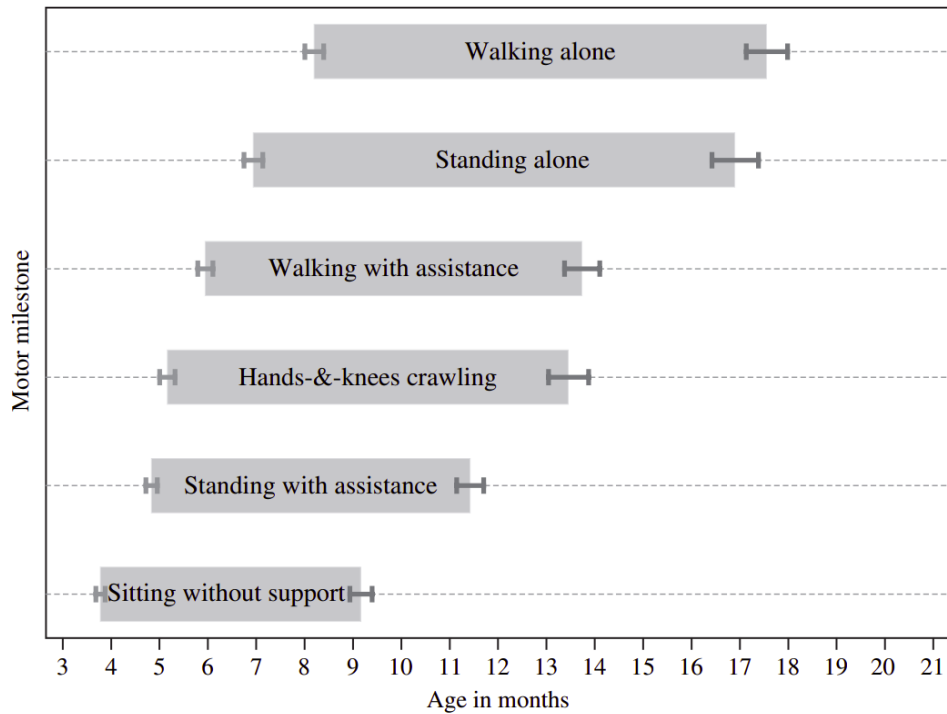 Walking alone
Standing alone
Walking with assistance
Hands-&-knees crawling
Standing with assistance
Sitting without support
Motor milestone
3 4 5 6 7 8 9 10 11 12 13 14 15 16 17 18 19 20 21
Age in months